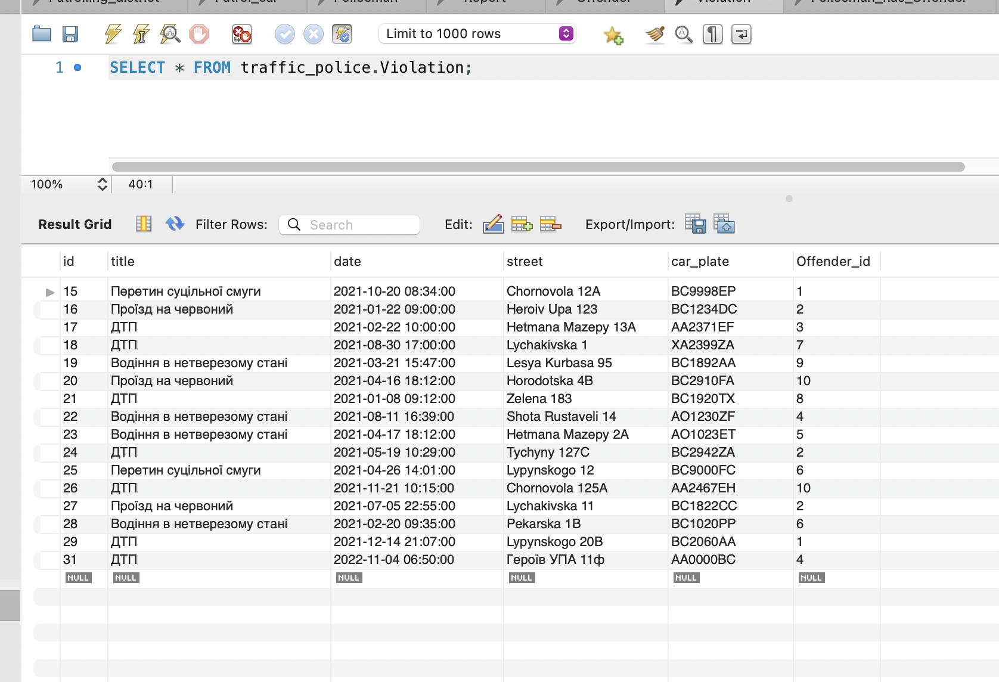 Patrolling_district Patrol_car Policeman Report Offender Violation Policeman_has_Offender
Limit to 1000 rows
1 SELECT * FROM traffic_police.Violation;
100% 40:1
Result Grid Filter Rows: Search Edit: Export/Import:
id title date street car_plate Offender_id
15 Перетин суцільної смуги 2021-10-20 08:34:00 Chornovola 12A BC9998EP 1
16 Проїзд на червоний 2021-01-22 09:00:00 Heroiv Upa 123 BC1234DC 2
17 ДТП 2021-02-22 10:00:00 Hetmana Mazepy 13A AA2371EF 3
18 ДТП 2021-08-30 17:00:00 Lychakivska 1 XA2399ZA 7
19 Водіння в нетверезому стані 2021-03-21 15:47:00 Lesya Kurbasa 95 BC1892AA 9
20 Проїзд на червоний 2021-04-16 18:12:00 Horodotska 4B BC2910FA 10
21 ДТП 2021-01-08 09:12:00 Zelena 183 BC1920TX 8
22 Водіння в нетверезому стані 2021-08-11 16:39:00 Shota Rustaveli 14 AO1230ZF 4
23 Водіння в нетверезому стані 2021-04-17 18:12:00 Hetmana Mazepy 2A AO1023ET 5
24 ДТП 2021-05-19 10:29:00 Tychyny 127C BC2942ZA 2
25 Перетин суцільної смуги 2021-04-26 14:01:00 Lypynskogo 12 BC9000FC 6
26 ДТП 2021-11-21 10:15:00 Chornovola 125A AA2467EH 10
27 Проїзд на червоний 2021-07-05 22:55:00 Lychakivska 11 BC1822CC 2
28 Водіння в нетверезому стані 2021-02-20 09:35:00 Pekarska 1B BC1020PP 6
29 ДТП 2021-12-14 21:07:00 Lypynskogo 20B BC2060AA 1
31 ДТП 2022-11-04 06:50:00 Героїв УПА 11ф AA0000BC 4
NULL NULL NULL NULL NULL NULL